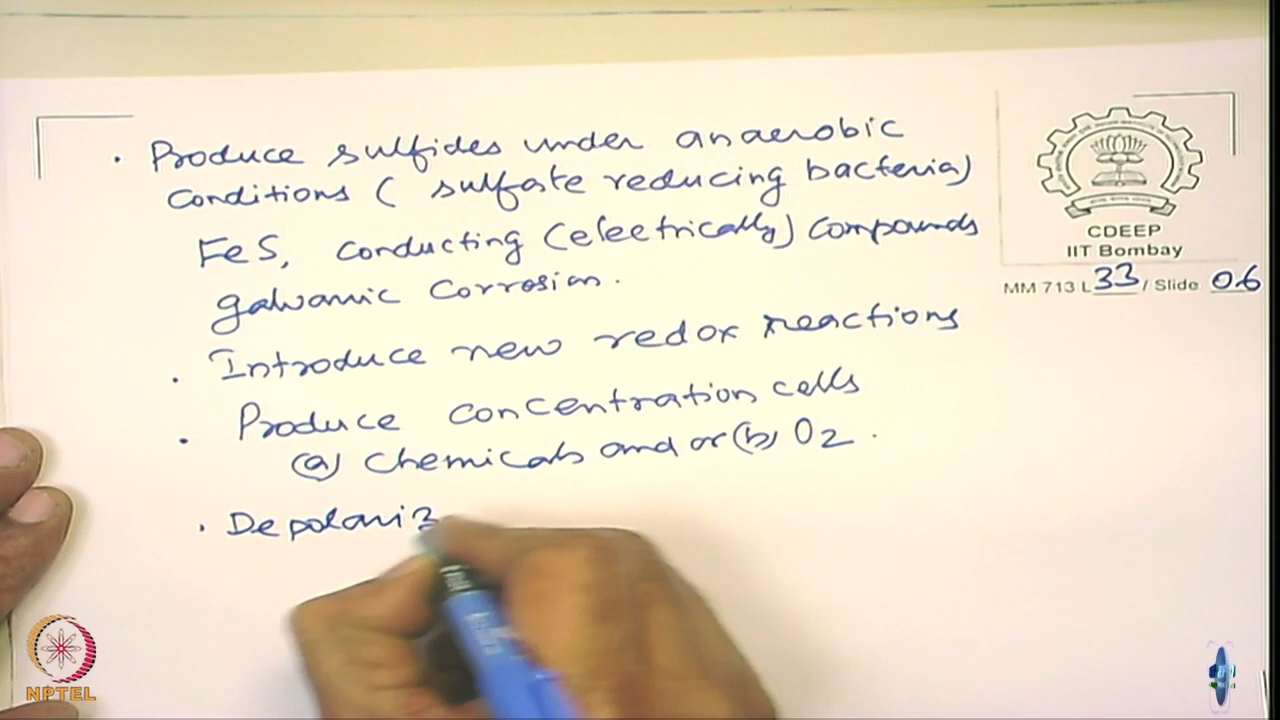 · Produce sulfides under anaerobic
conditions ( sulfate reducing bacteria)
FeS, conducting (electrically) compounds
galvanic corrosion.
· Introduce new redox reactions
· Produce concentration cells
(a) chemicals and or (b) O2.
· Depolariz
CDEEP
IIT Bombay
MM 713 L 33 / Slide 06
NPTEL